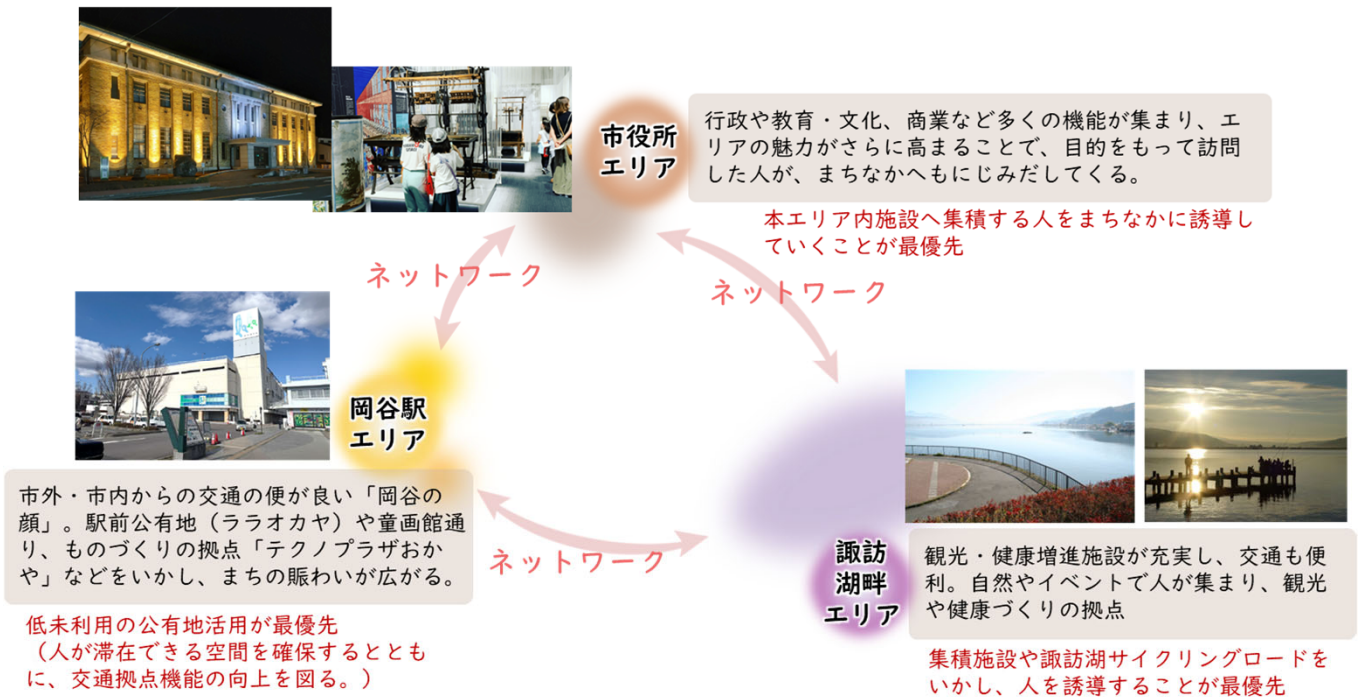 市役所
エリア
行政や教育・文化、商業など多くの機能が集まり、エ
リアの魅力がさらに高まることで、目的をもって訪問
した人が、まちなかへもにじみだしてくる。
本エリア内施設へ集積する人をまちなかに誘導し
ていくことが最優先
ネットワーク
ネットワーク
岡谷駅
エリア
市外・市内からの交通の便が良い「岡谷の
顔」。駅前公有地（ララオカヤ）や童画館通
り、ものづくりの拠点「テクノプラザおか
や」などをいかし、まちの賑わいが広がる。
低未利用の公有地活用が最優先
（人が滞在できる空間を確保するととも
に、交通拠点機能の向上を図る。）
ネットワーク
諏訪
湖畔
エリア
観光・健康増進施設が充実し、交通も便
利。自然やイベントで人が集まり、観光
や健康づくりの拠点
集積施設や諏訪湖サイクリングロードを
いかし、人を誘導することが最優先